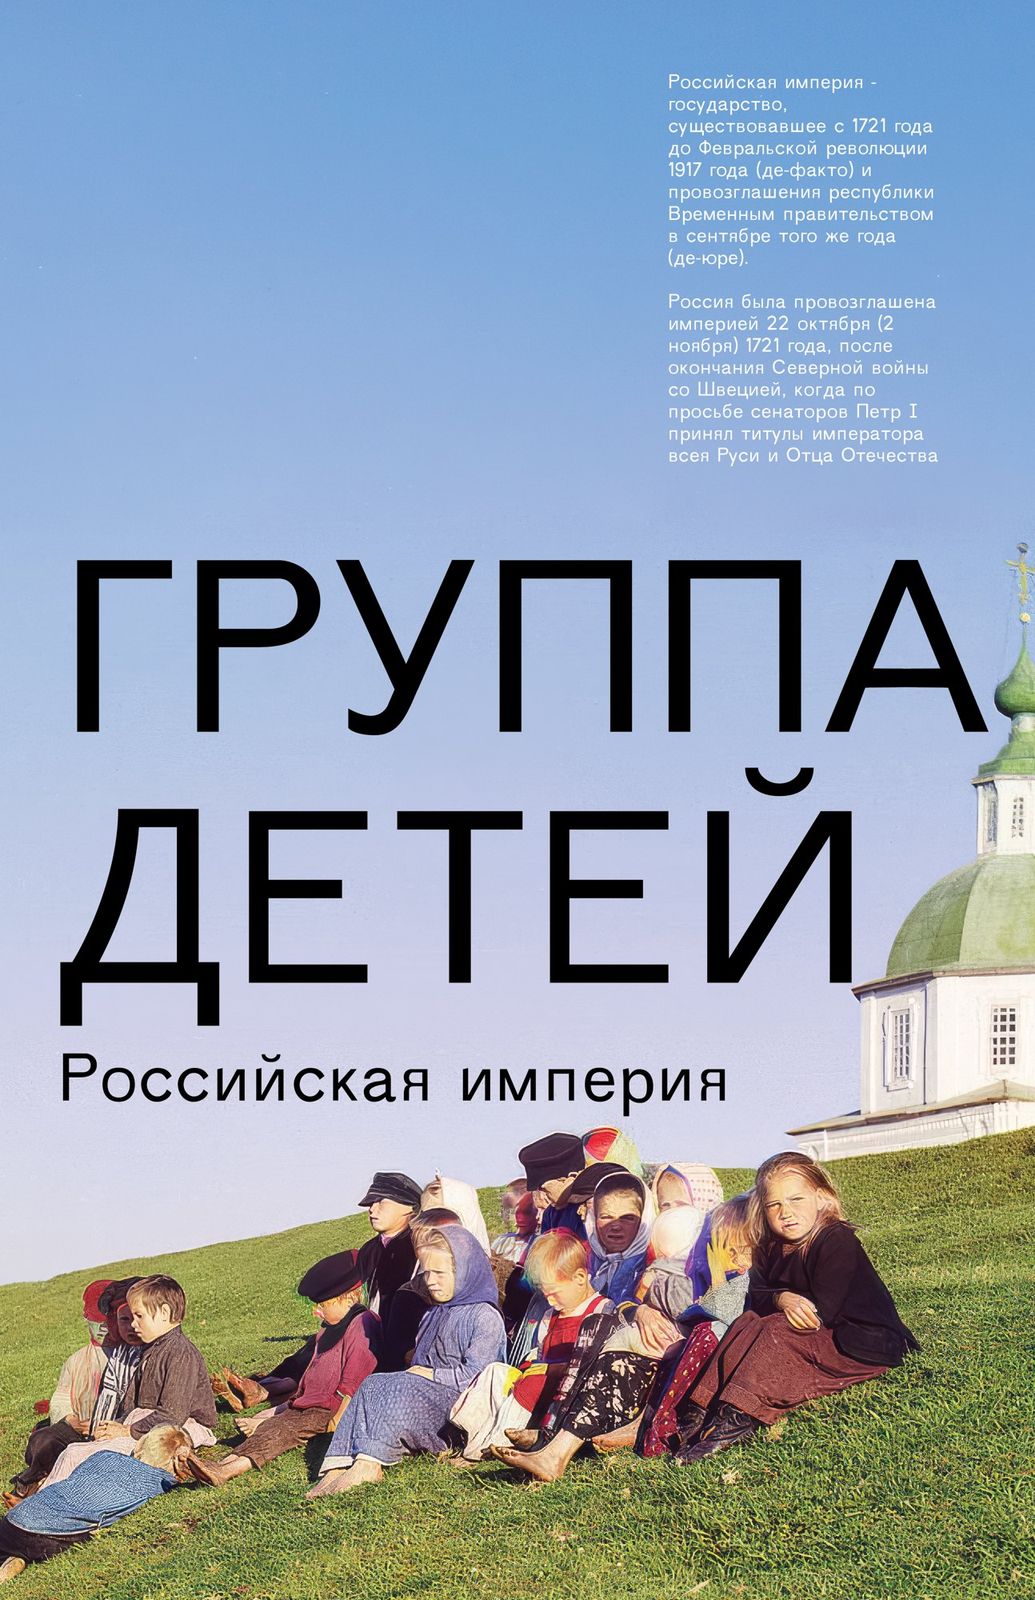 Российская империя -
государство,
существовавшее с 1721 года
до Февральской революции
1917 года (де-факто) и
провозглашения республики
Временным правительством
в сентябре того же года
(де-юре).
Россия была провозглашена
империей 22 октября (2
ноября) 1721 года, после
окончания Северной войны
со Швецией, когда по
просьбе сенаторов Петр I
принял титулы императора
всея Руси и Отца Отечества
ГРУППА
ДЕТЕЙ
Российская империя